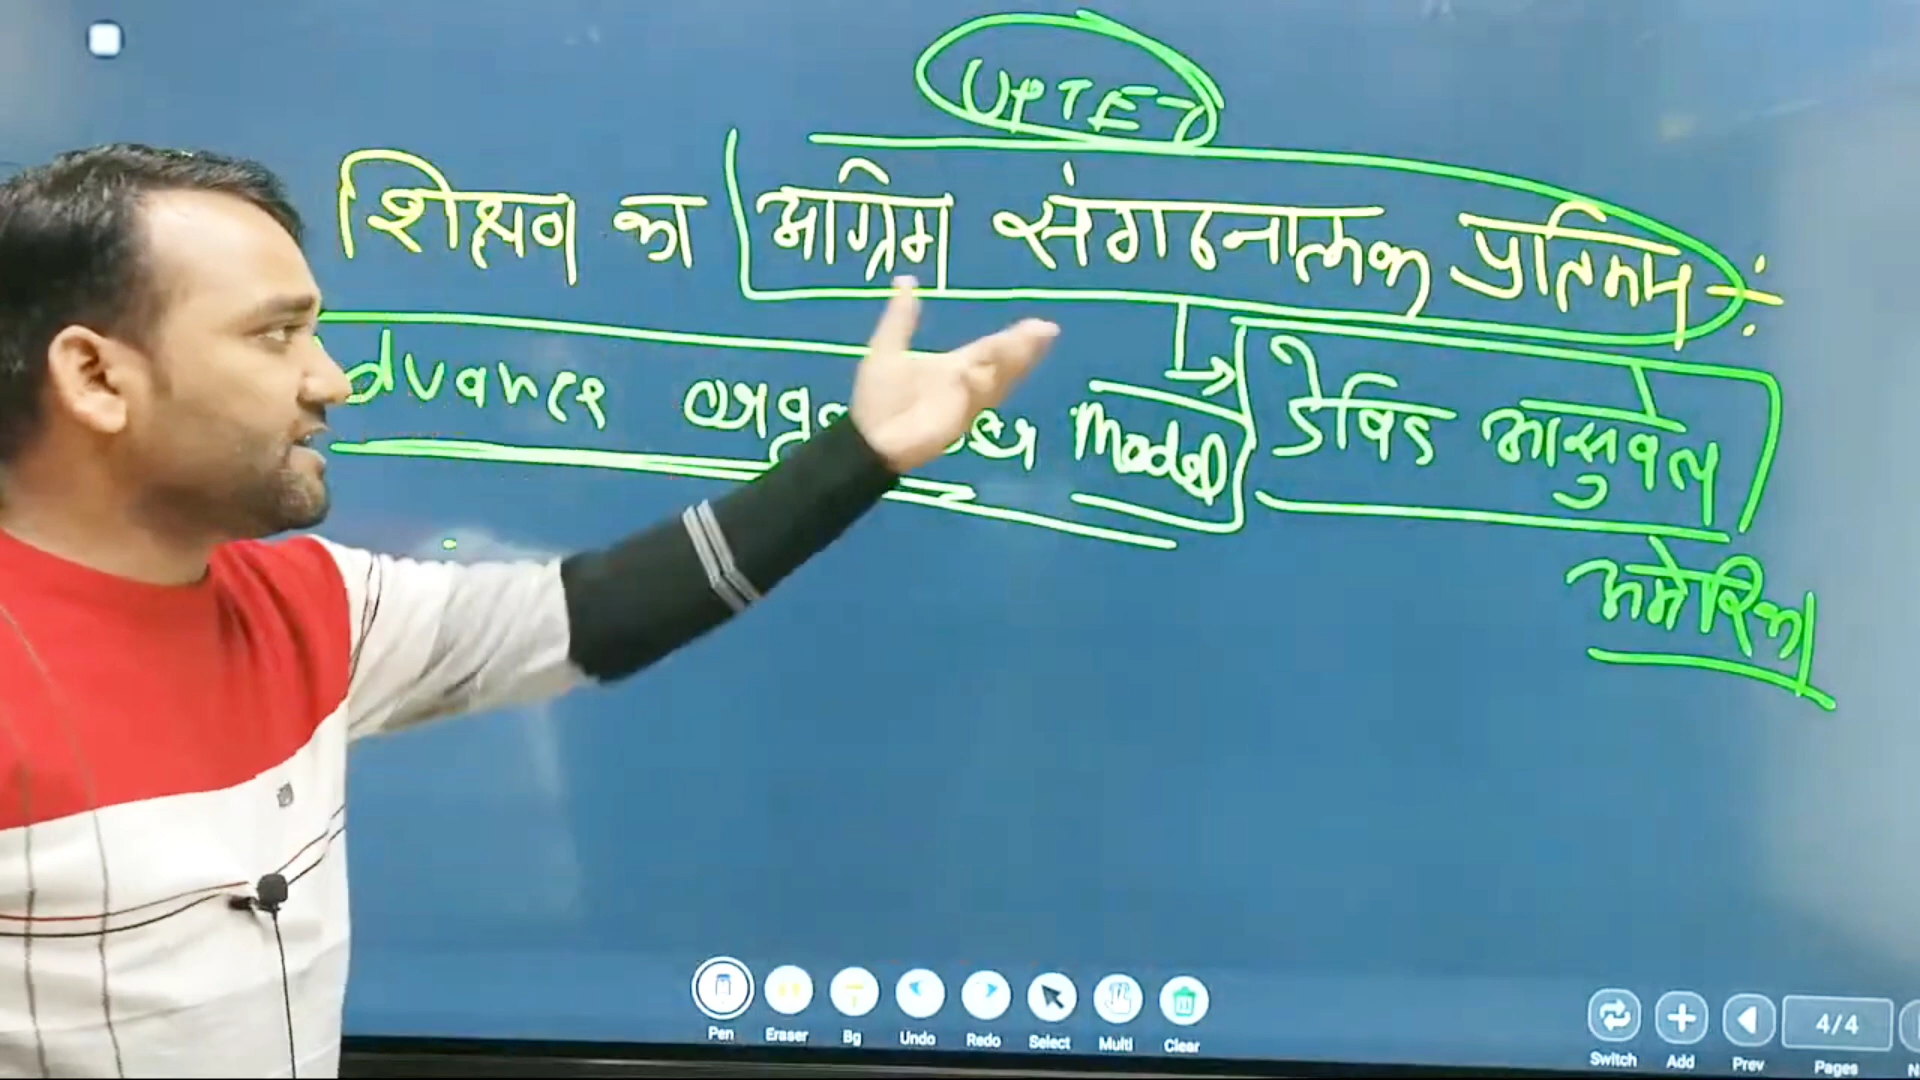 UPTET
शिक्षण का अग्रिम संगठनात्मक प्रतिमान ÷
Advance Model → डेविड आसुबेल
अमेरिका
Pen Eraser Bg Undo Redo Select Multi Clear
Switch Add Prev 4/4 Pages